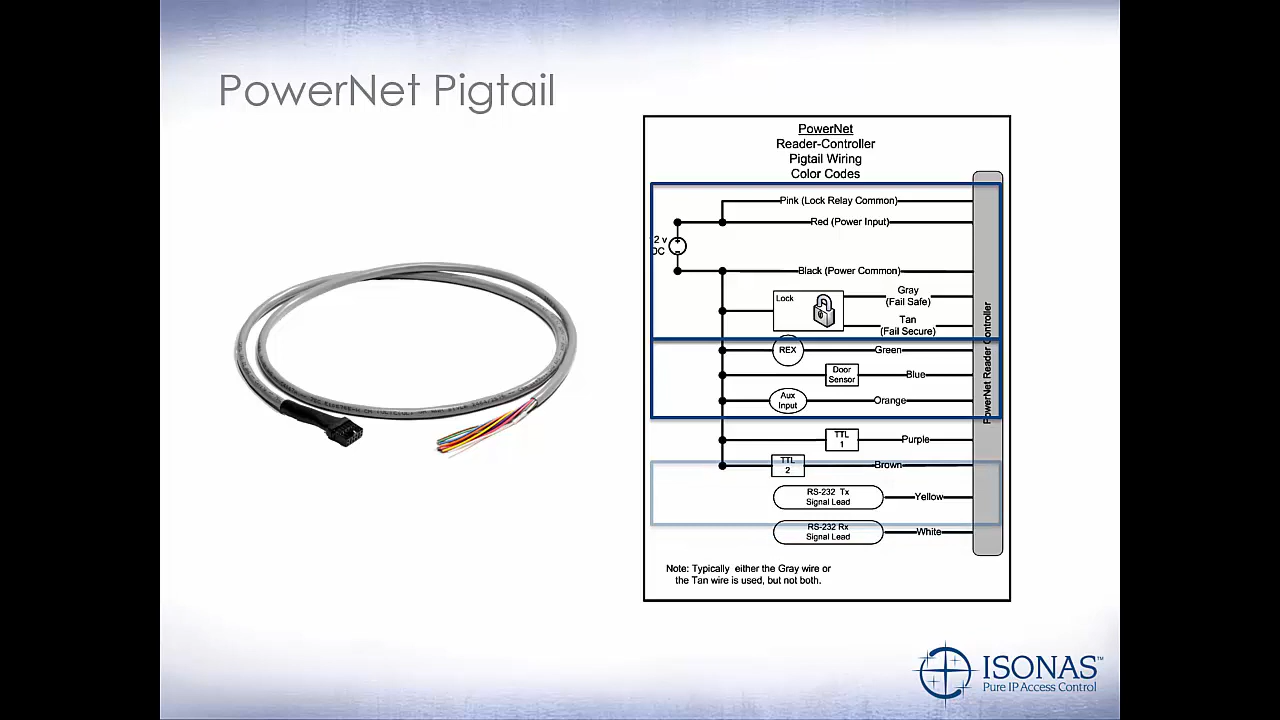 PowerNet Pigtail
PowerNet
Reader-Controller
Pigtail Wiring
Color Codes
Pink (Lock Relay Common)
Red (Power Input)
2 v
DC
Black (Power Common)
Lock
Gray
(Fail Safe)
Tan
(Fail Secure)
REX
Green
Door
Sensor
Blue
Aux
Input
Orange
TTL
1
Purple
TTL
2
Brown
RS-232 Tx
Signal Lead
Yellow
RS-232 Rx
Signal Lead
White
PowerNet Reader Controller
Note: Typically either the Gray wire or
the Tan wire is used, but not both.
ISONAS™
Pure IP Access Control